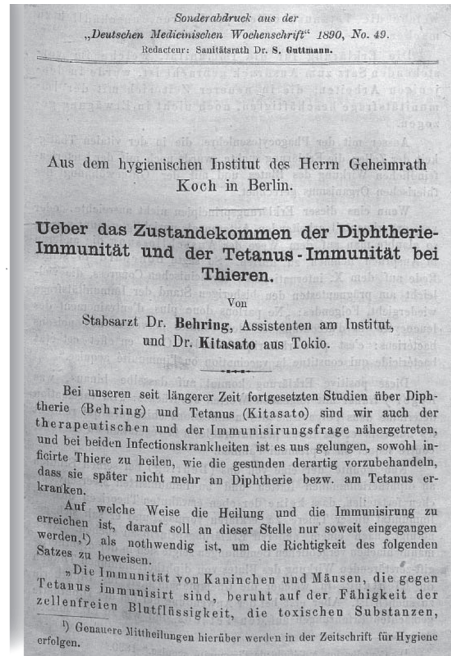 Sonderabdruck aus der
„Deutschen Medicinischen Wochenschrift" 1890, No. 49.
Redacteur: Sanitätsrath Dr. S. Guttmann.
Aus dem hygienischen Institut des Herrn Geheimrath
Koch in Berlin.
Ueber das Zustandekommen der Diphtherie-
Immunität und der Tetanus-Immunität bei
Thieren.
Von
Stabsarzt Dr. Behring, Assistenten am Institut,
und Dr. Kitasato aus Tokio.
Bei unseren seit längerer Zeit fortgesetzten Studien über Diph-
therie (Behring) und Tetanus (Kitasato) sind wir auch der
therapeutischen und der Immunisirungsfrage nähergetreten,
und bei beiden Infectionskrankheiten ist es uns gelungen, sowohl in-
ficirte Thiere zu heilen, wie die gesunden derartig vorzubehandeln,
dass sie später nicht mehr an Diphtherie bezw. am Tetanus er-
kranken.
Auf welche Weise die Heilung und die Immunisirung zu
erreichen ist, darauf soll an dieser Stelle nur soweit eingegangen
werden,¹) als nothwendig ist, um die Richtigkeit des folgenden
Satzes zu beweisen.
„Die Immunität von Kaninchen und Mäusen, die gegen
Tetanus immunisirt sind, beruht auf der Fähigkeit der
zellenfreien Blutflüssigkeit, die toxischen Substanzen,
¹) Genauere Mittheilungen hierüber werden in der Zeitschrift für Hygiene
erfolgen.